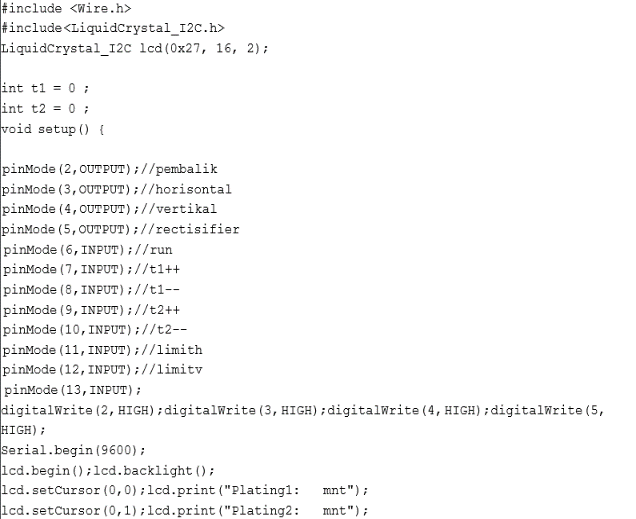 #include <Wire.h>
#include<LiquidCrystal_I2C.h>
LiquidCrystal_I2C lcd(0x27, 16, 2);
int t1 = 0 ;
int t2 = 0 ;
void setup() {
pinMode(2,OUTPUT);//pembalik
pinMode(3,OUTPUT);//horisontal
pinMode(4,OUTPUT);//vertikal
pinMode(5,OUTPUT);//rectisifier
pinMode(6,INPUT);//run
pinMode(7,INPUT);//t1++
pinMode(8,INPUT);//t1--
pinMode(9,INPUT);//t2++
pinMode(10,INPUT);//t2--
pinMode(11,INPUT);//limith
pinMode(12,INPUT);//limitv
pinMode(13,INPUT);
digitalWrite(2,HIGH);digitalWrite(3,HIGH);digitalWrite(4,HIGH);digitalWrite(5,
HIGH);
Serial.begin(9600);
lcd.begin();lcd.backlight();
lcd.setCursor(0,0);lcd.print("Plating1:   mnt");
lcd.setCursor(0,1);lcd.print("Plating2:   mnt");